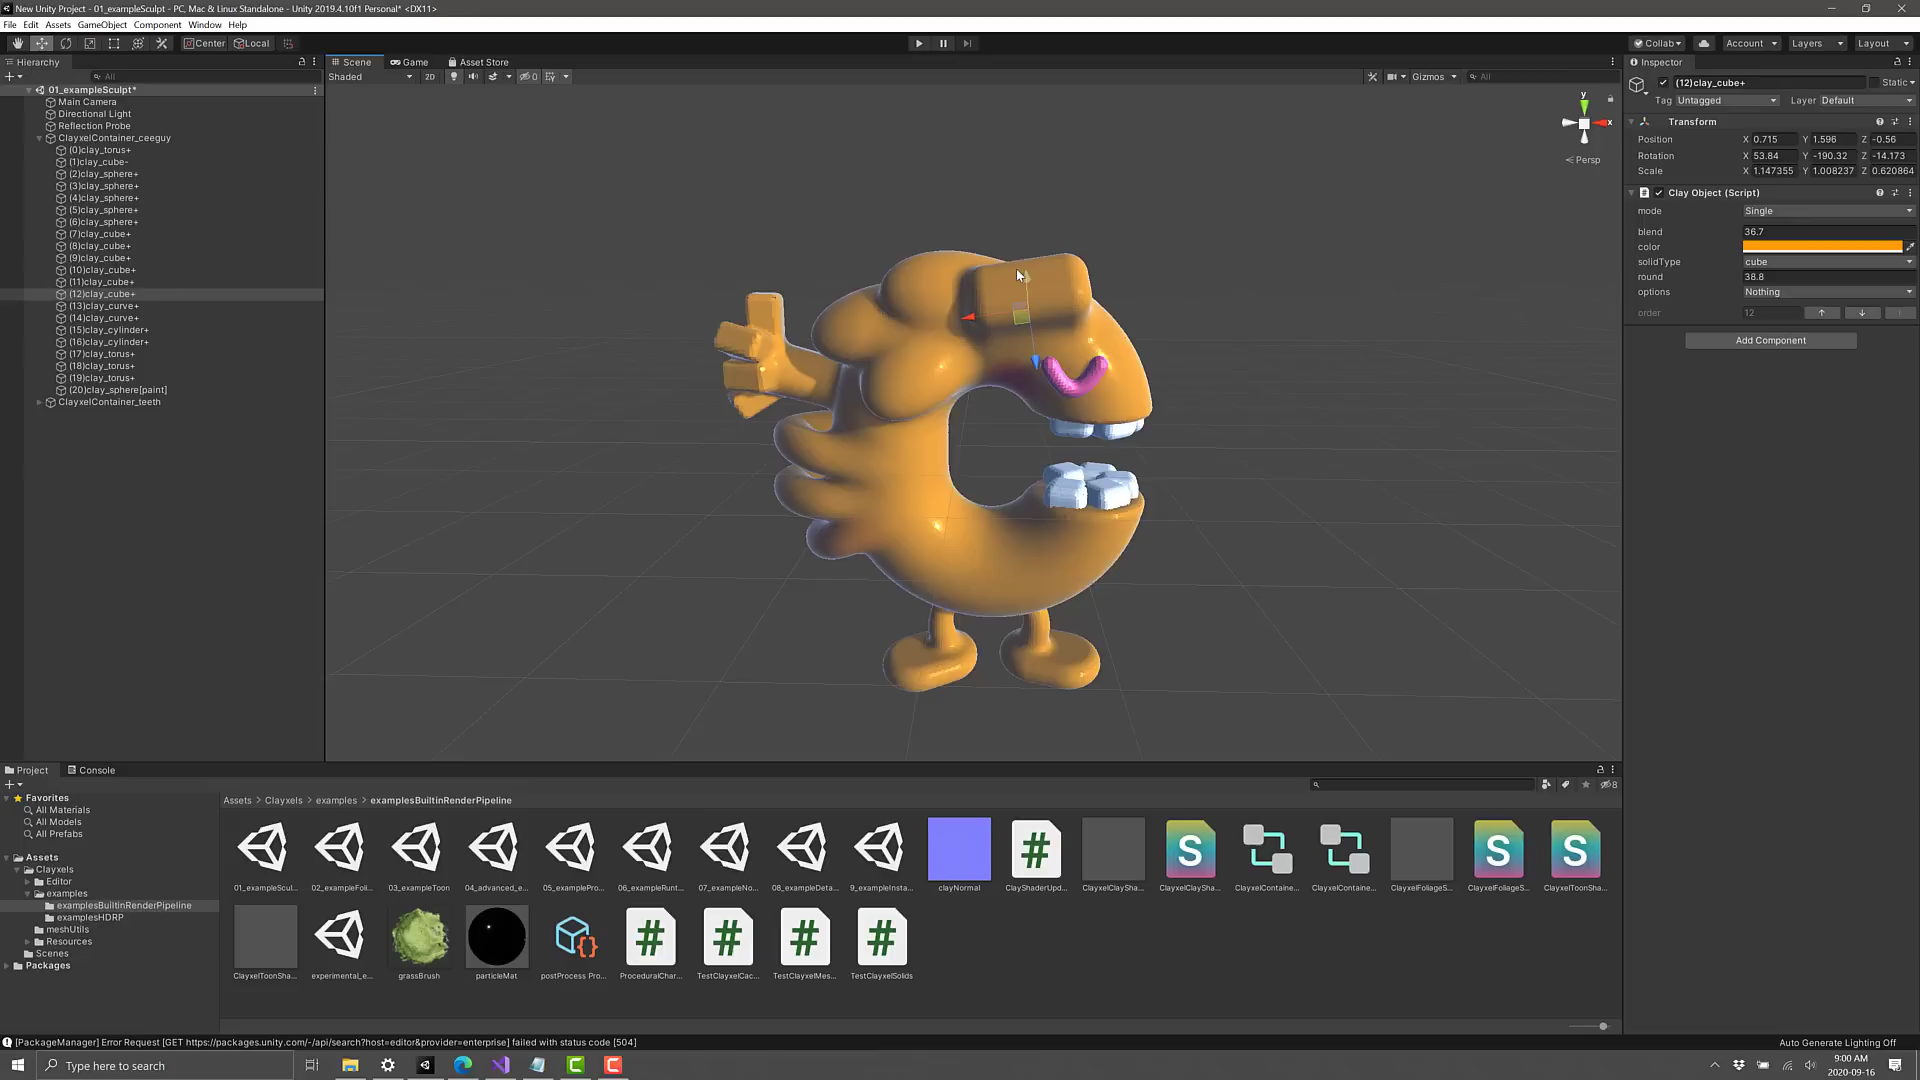 New Unity Project - 01_exampleSculpt - PC, Mac & Linux Standalone - Unity 2019.4.10f1 Personal* <DX11>
File Edit Assets GameObject Component Window Help
Center Local
Collab Account Layers Layout
Hierarchy
All
01_exampleSculpt*
Main Camera
Directional Light
Reflection Probe
ClayxelContainer_ceeguy
(0)clay_torus+
(1)clay_cube-
(2)clay_sphere+
(3)clay_sphere+
(4)clay_sphere+
(5)clay_sphere+
(6)clay_sphere+
(7)clay_cube+
(8)clay_cube+
(9)clay_cube+
(10)clay_cube+
(11)clay_cube+
(12)clay_cube+
(13)clay_curve+
(14)clay_curve+
(15)clay_cylinder+
(16)clay_cylinder+
(17)clay_torus+
(18)clay_torus+
(19)clay_torus+
(20)clay_sphere[paint]
ClayxelContainer_teeth
Scene Game Asset Store
Shaded 2D 0 Gizmos All
y
x
Persp
Inspector
(12)clay_cube+ Static
Tag Untagged Layer Default
Transform
Position X 0.715 Y 1.596 Z -0.56
Rotation X 53.84 Y -190.32 Z -14.173
Scale X 1.147355 Y 1.008237 Z 0.620864
Clay Object (Script)
mode Single
blend 36.7
color
solidType cube
round 38.8
options Nothing
order 12 ↑ ↓
Add Component
Project Console
8
Favorites
All Materials
All Models
All Prefabs
Assets
Clayxels
Editor
examples
examplesBuiltinRenderPipeline
examplesHDRP
meshUtils
Resources
Scenes
Packages
Assets > Clayxels > examples > examplesBuiltinRenderPipeline
01_exampleScul... 02_exampleFoli... 03_exampleToon 04_advanced_e... 05_examplePro... 06_exampleRunt... 07_exampleNo... 08_exampleDeta... 9_exampleInsta... clayNormal ClayShaderUpd... ClayxelClaySha... ClayxelClaySha... ClayxelContaine... ClayxelContaine... ClayxelFoliageS... ClayxelFoliageS... ClayxelToonSha...
ClayxelToonSha... experimental_e... grassBrush particleMat postProcess Pro... ProceduralChar... TestClayxelCac... TestClayxelMes... TestClayxelSolids
[PackageManager] Error Request [GET https://packages.unity.com/-/api/search?host=editor&provider=enterprise] failed with status code [504]
Auto Generate Lighting Off
Type here to search
9:00 AM
2020-09-16